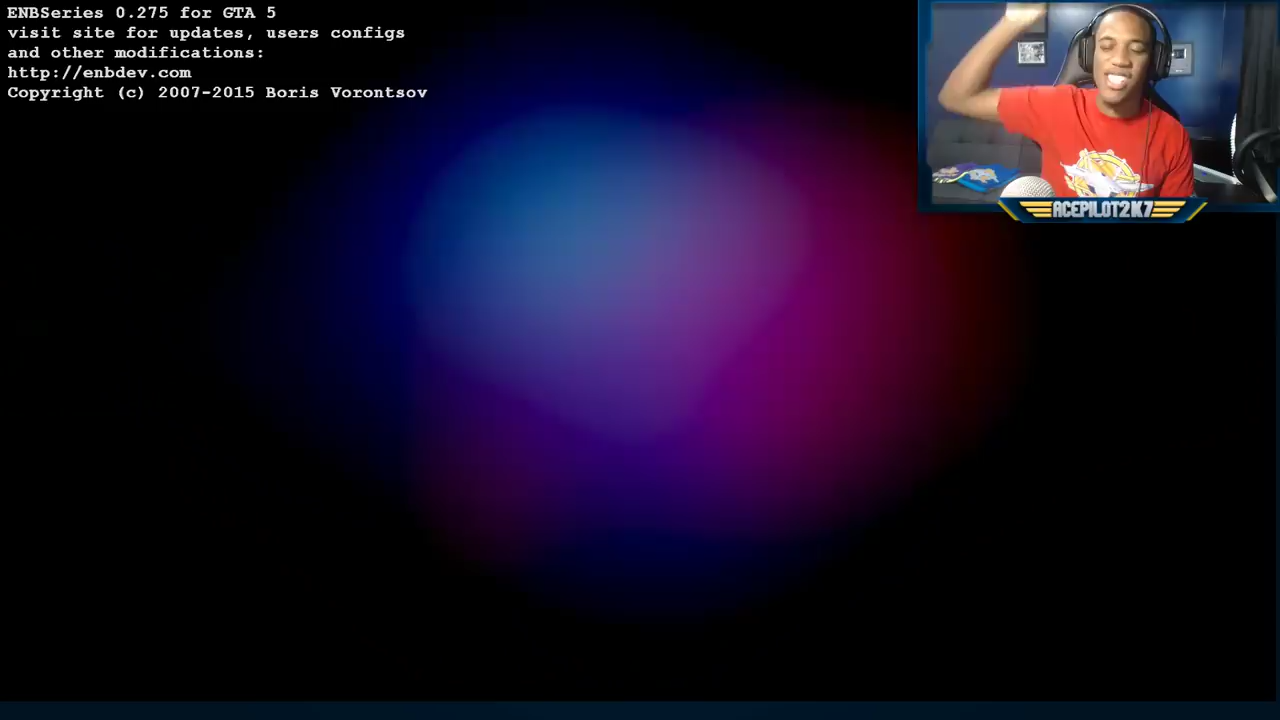 ENBSeries 0.275 for GTA 5
visit site for updates, users configs
and other modifications:
http://enbdev.com
Copyright (c) 2007-2015 Boris Vorontsov
ACEPILOT2K7